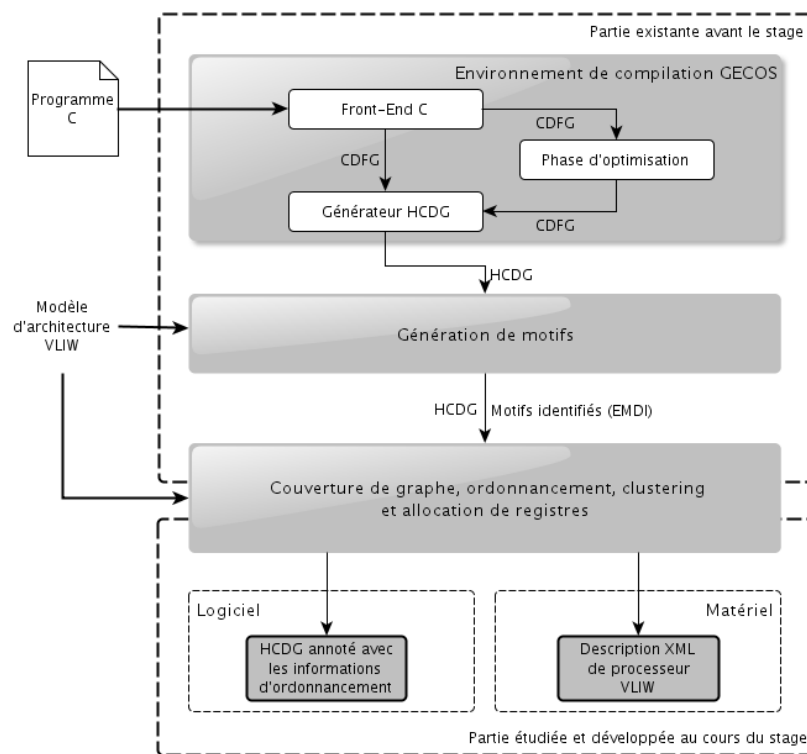 Partie existante avant le stage
Environnement de compilation GECOS
Programme
C
Front-End C
CDFG
CDFG
Phase d'optimisation
Générateur HCDG
CDFG
HCDG
Modèle
d'architecture
VLIW
Génération de motifs
HCDG
Motifs identifiés (EMDI)
Couverture de graphe, ordonnancement, clustering
et allocation de registres
Logiciel
Matériel
HCDG annoté avec
les informations
d'ordonnancement
Description XML
de processeur
VLIW
Partie étudiée et développée au cours du stage